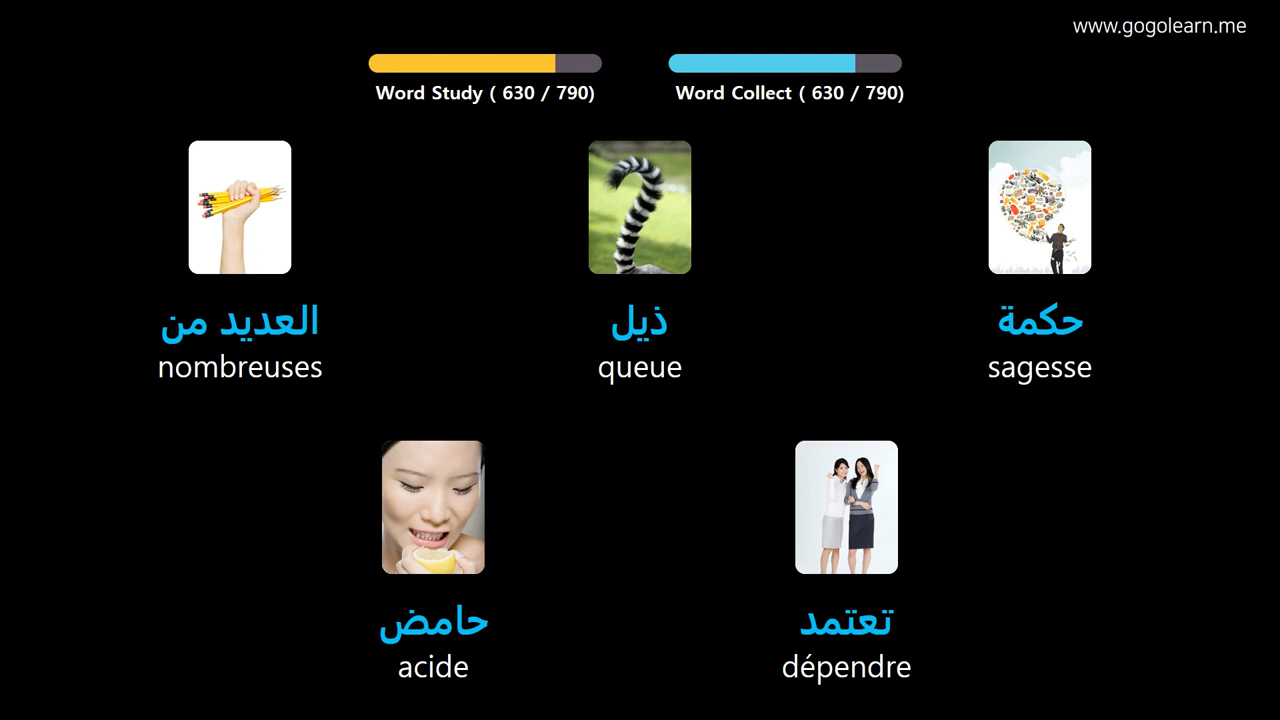 www.gogolearn.me
Word Study ( 630 / 790)
Word Collect ( 630 / 790)
العديد من
nombreuses
ذيل
queue
حكمة
sagesse
حامض
acide
تعتمد
dépendre